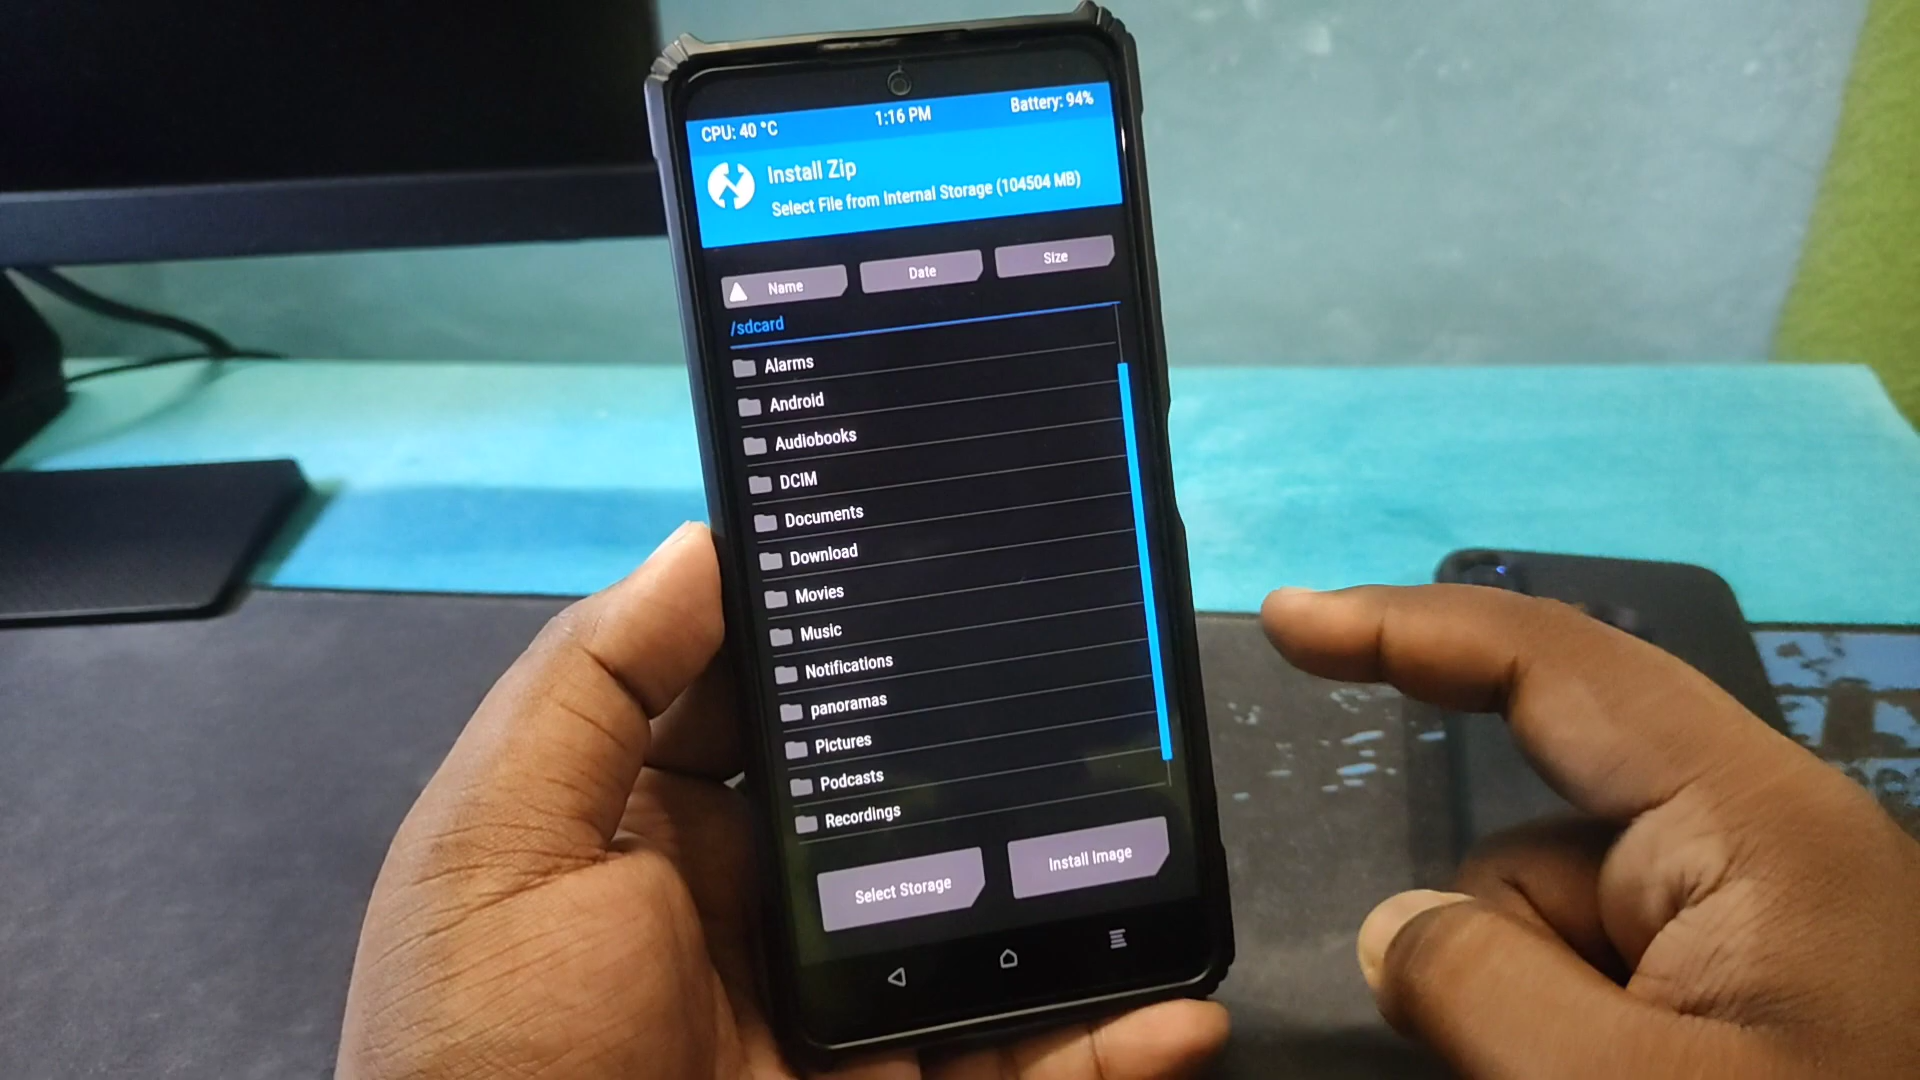 CPU: 40 °C 1:16 PM Battery: 94%
Install Zip
Select File from Internal Storage (104504 MB)
Name Date Size
/sdcard
Alarms
Android
Audiobooks
DCIM
Documents
Download
Movies
Music
Notifications
panoramas
Pictures
Podcasts
Recordings
Select Storage Install Image